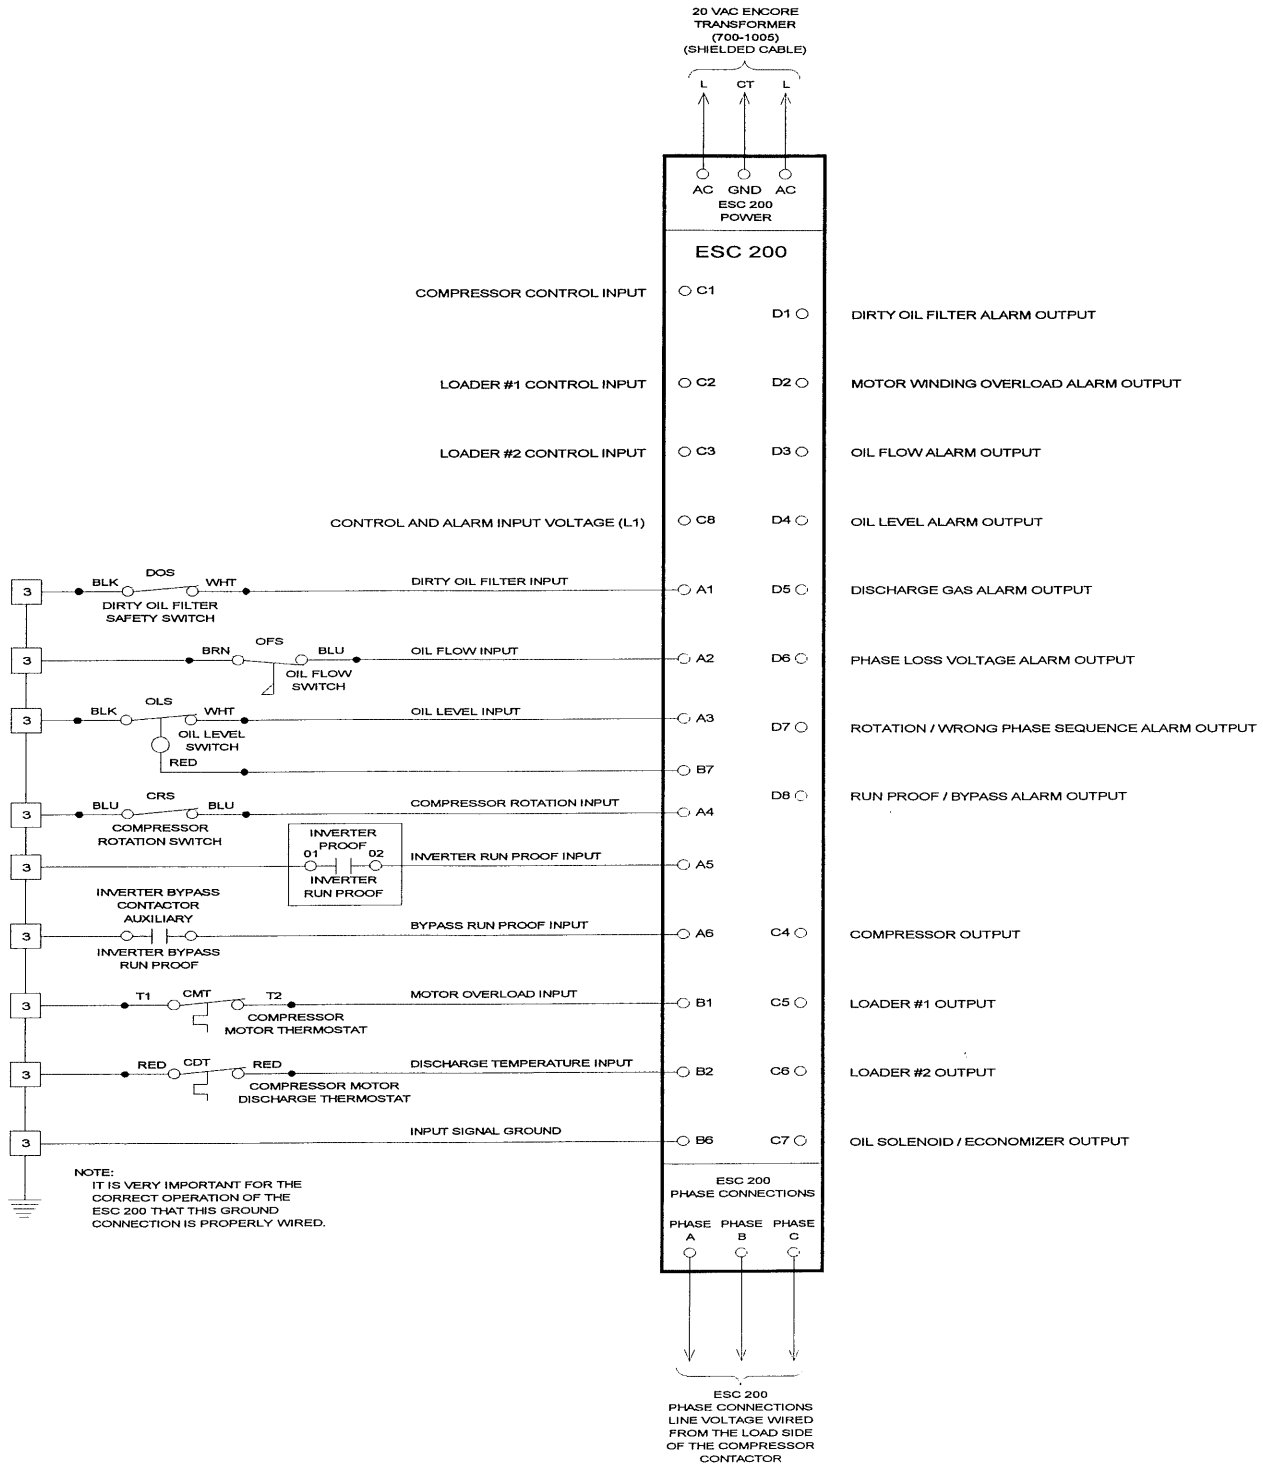 20 VAC ENCORE
TRANSFORMER
(700-1005)
(SHIELDED CABLE)
L CT L
AC GND AC
ESC 200
POWER
ESC 200
COMPRESSOR CONTROL INPUT C1
D1 DIRTY OIL FILTER ALARM OUTPUT
LOADER #1 CONTROL INPUT C2 D2 MOTOR WINDING OVERLOAD ALARM OUTPUT
LOADER #2 CONTROL INPUT C3 D3 OIL FLOW ALARM OUTPUT
CONTROL AND ALARM INPUT VOLTAGE (L1) C8 D4 OIL LEVEL ALARM OUTPUT
DOS
3 BLK WHT DIRTY OIL FILTER INPUT A1 D5 DISCHARGE GAS ALARM OUTPUT
DIRTY OIL FILTER
SAFETY SWITCH
OFS
3 BRN BLU OIL FLOW INPUT A2 D6 PHASE LOSS VOLTAGE ALARM OUTPUT
OIL FLOW
SWITCH
OLS
3 BLK WHT OIL LEVEL INPUT A3
D7 ROTATION / WRONG PHASE SEQUENCE ALARM OUTPUT
OIL LEVEL
SWITCH
RED B7
D8 RUN PROOF / BYPASS ALARM OUTPUT
CRS
3 BLU BLU COMPRESSOR ROTATION INPUT A4
COMPRESSOR
ROTATION SWITCH
INVERTER
PROOF
3 01 02 INVERTER RUN PROOF INPUT A5
INVERTER
RUN PROOF
INVERTER BYPASS
CONTACTOR
AUXILIARY
3 BYPASS RUN PROOF INPUT A6 C4 COMPRESSOR OUTPUT
INVERTER BYPASS
RUN PROOF
3 T1 CMT T2 MOTOR OVERLOAD INPUT B1 C5 LOADER #1 OUTPUT
COMPRESSOR
MOTOR THERMOSTAT
3 RED CDT RED DISCHARGE TEMPERATURE INPUT B2 C6 LOADER #2 OUTPUT
COMPRESSOR MOTOR
DISCHARGE THERMOSTAT
3 INPUT SIGNAL GROUND B6 C7 OIL SOLENOID / ECONOMIZER OUTPUT
NOTE:
IT IS VERY IMPORTANT FOR THE
CORRECT OPERATION OF THE
ESC 200 THAT THIS GROUND
CONNECTION IS PROPERLY WIRED.
ESC 200
PHASE CONNECTIONS
PHASE PHASE PHASE
A B C
ESC 200
PHASE CONNECTIONS
LINE VOLTAGE WIRED
FROM THE LOAD SIDE
OF THE COMPRESSOR
CONTACTOR